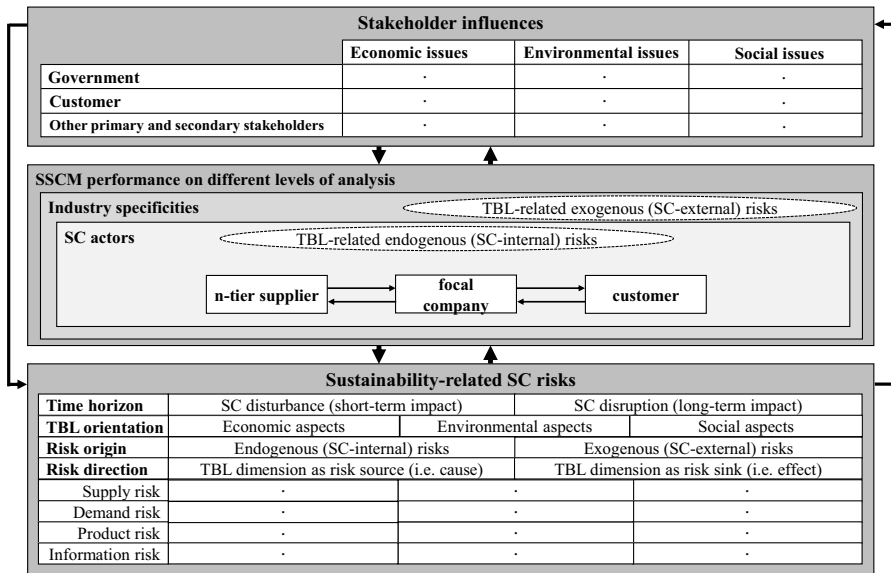 Stakeholder influences
Economic issues Environmental issues Social issues
Government · · ·
Customer · · ·
Other primary and secondary stakeholders · · ·
SSCM performance on different levels of analysis
Industry specificities
TBL-related exogenous (SC-external) risks
SC actors
TBL-related endogenous (SC-internal) risks
n-tier supplier
focal
company
customer
Sustainability-related SC risks
Time horizon SC disturbance (short-term impact) SC disruption (long-term impact)
TBL orientation Economic aspects Environmental aspects Social aspects
Risk origin Endogenous (SC-internal) risks Exogenous (SC-external) risks
Risk direction TBL dimension as risk source (i.e. cause) TBL dimension as risk sink (i.e. effect)
Supply risk · · ·
Demand risk · · ·
Product risk · · ·
Information risk · · ·